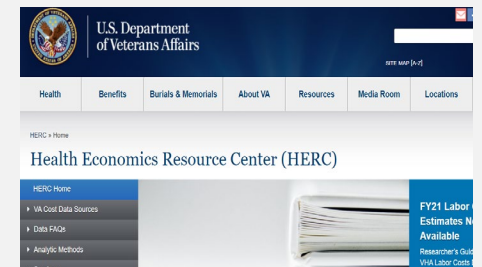 U.S. Department
of Veterans Affairs
SITE MAP [A-Z]
Health Benefits Burials & Memorials About VA Resources Media Room Locations
HERC » Home
Health Economics Resource Center (HERC)
HERC Home
VA Cost Data Sources
Data FAQs
Analytic Methods
FY21 Labor
Estimates
Available
Researcher's
VHA Labor Costs